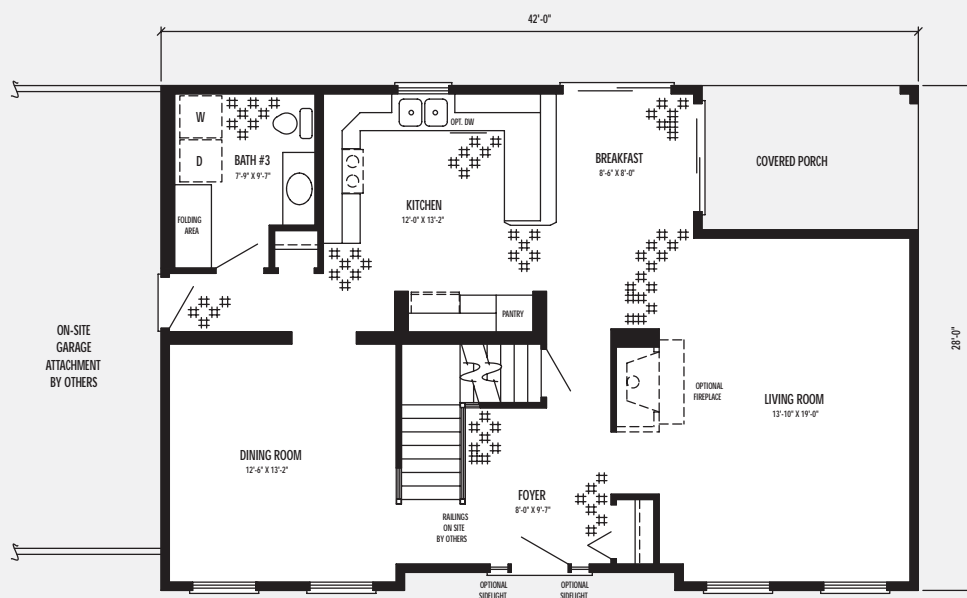 42'-0"
W
D
BATH #3
7'-9" X 9'-7"
FOLDING
AREA
OPT. DW
KITCHEN
12'-0" X 13'-2"
BREAKFAST
8'-6" X 8'-0"
COVERED PORCH
PANTRY
ON-SITE
GARAGE
ATTACHMENT
BY OTHERS
28'-0"
OPTIONAL
FIREPLACE
LIVING ROOM
13'-10" X 19'-0"
DINING ROOM
12'-6" X 13'-2"
FOYER
8'-0" X 9'-7"
RAILINGS
ON SITE
BY OTHERS
OPTIONAL
SIDELIGHT
OPTIONAL
SIDELIGHT